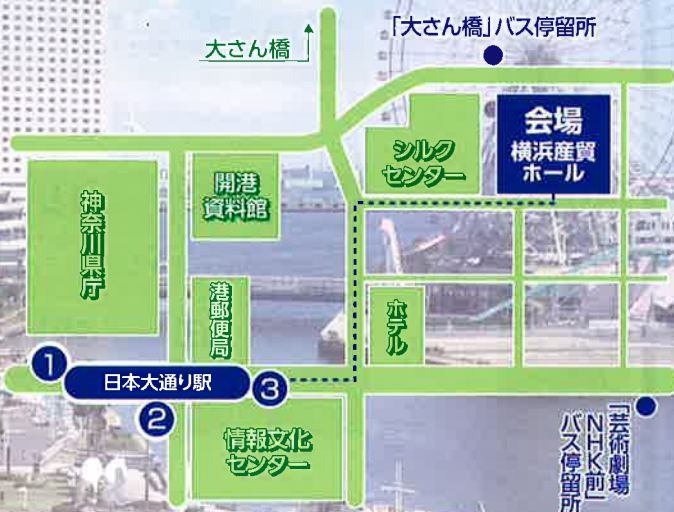 大さん橋
「大さん橋」バス停留所
会場
横浜産貿
ホール
シルク
センター
開港
資料館
神奈川県庁
港郵便局
ホテル
1
日本大通り駅
3
2
情報文化
センター
「芸術劇場
NHK前」
バス停留所